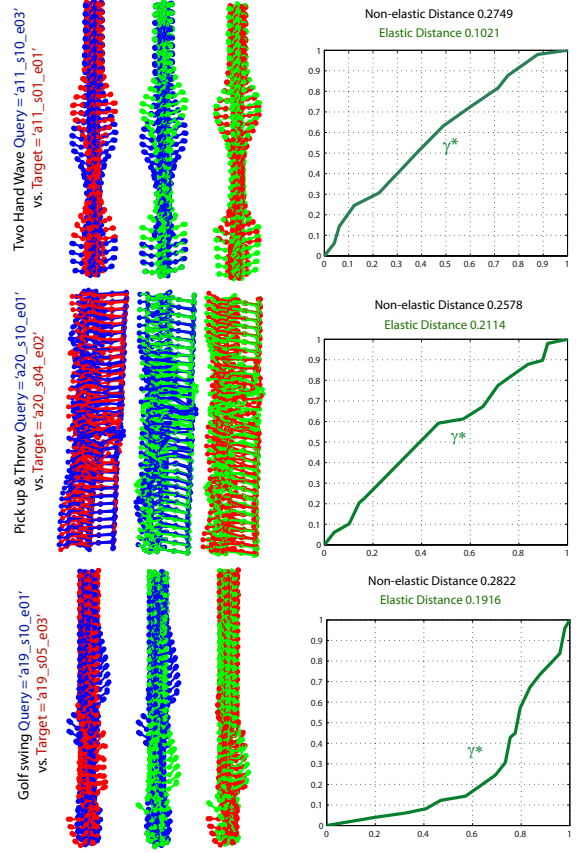 Two Hand Wave Query = ‘a11_s10_e03’
vs. Target = ‘a11_s01_e01’
Non-elastic Distance 0.2749
Elastic Distance 0.1021
1
0.9
0.8
0.7
0.6
0.5
0.4
0.3
0.2
0.1
0
γ*
0 0.1 0.2 0.3 0.4 0.5 0.6 0.7 0.8 0.9 1
Pick up & Throw Query = ‘a20_s10_e01’
vs. Target = ‘a20_s04_e02’
Non-elastic Distance 0.2578
Elastic Distance 0.2114
1
0.9
0.8
0.7
0.6
0.5
0.4
0.3
0.2
0.1
0
γ*
0 0.2 0.4 0.6 0.8 1
Golf swing Query = ‘a19_s10_e01’
vs. Target = ‘a19_s05_e03’
Non-elastic Distance 0.2822
Elastic Distance 0.1916
1
0.9
0.8
0.7
0.6
0.5
0.4
0.3
0.2
0.1
0
γ*
0 0.2 0.4 0.6 0.8 1